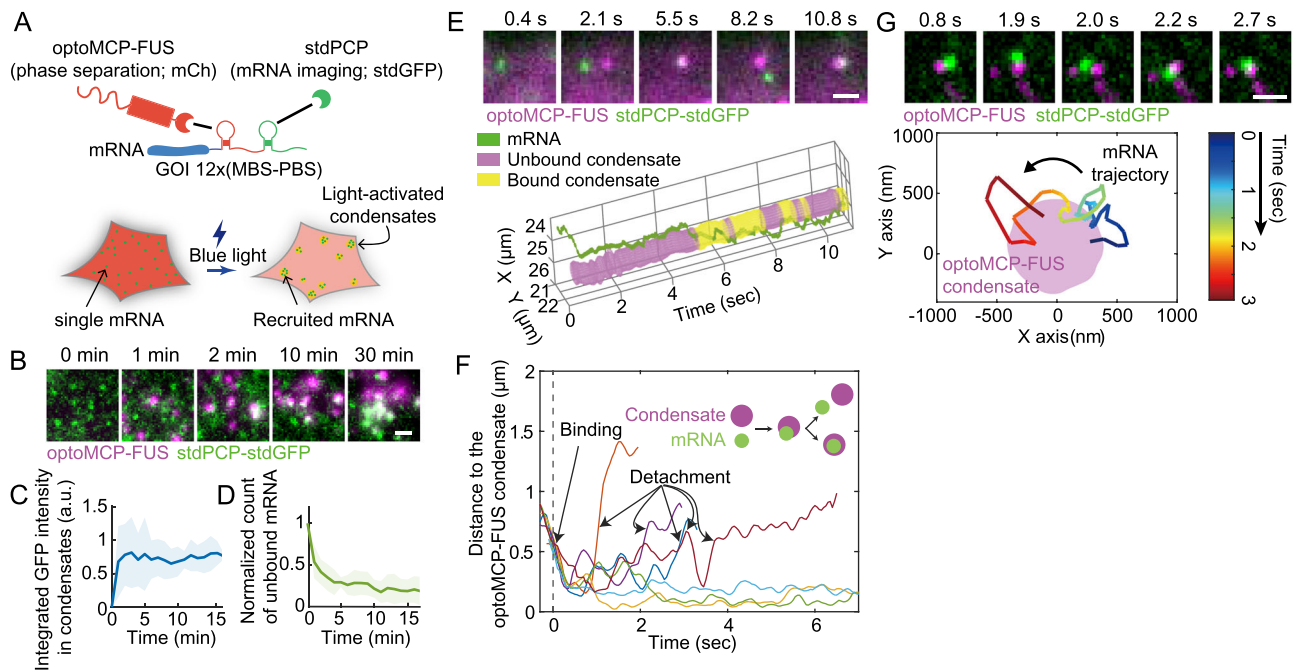 A
optoMCP-FUS
(phase separation; mCh)
stdPCP
(mRNA imaging; stdGFP)
mRNA
GOI 12x(MBS-PBS)
Light-activated
condensates
Blue light
single mRNA
Recruited mRNA
B
0 min 1 min 2 min 10 min 30 min
optoMCP-FUS stdPCP-stdGFP
C
Integrated GFP intensity
in condensates (a.u.)
1.5
1
0.5
0
0 5 10 15
Time (min)
D
Normalized count
of unbound mRNA
1
0.5
0
0 5 10 15
Time (min)
E
0.4 s 2.1 s 5.5 s 8.2 s 10.8 s
optoMCP-FUS stdPCP-stdGFP
mRNA
Unbound condensate
Bound condensate
24
25
26
21
22
X (µm)
Y (µm)
0 2 4 6 8 10
Time (sec)
F
Distance to the
optoMCP-FUS condensate (µm)
2
1.5
1
0.5
0
0 2 4 6
Time (sec)
Binding
Detachment
Condensate
mRNA
G
0.8 s 1.9 s 2.0 s 2.2 s 2.7 s
optoMCP-FUS stdPCP-stdGFP
1000
500
0
Y axis (nm)
-1000 -500 0 500 1000
X axis(nm)
mRNA
trajectory
optoMCP-FUS
condensate
0
1
2
3
Time (sec)